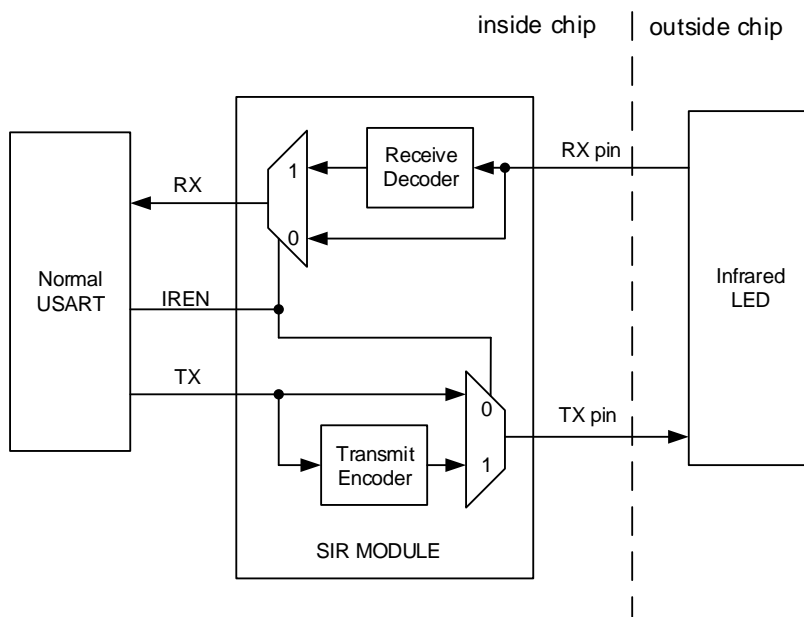 inside chip
outside chip
Receive
Decoder
RX pin
1
RX
0
Normal
USART
IREN
Infrared
LED
TX
0
TX pin
Transmit
Encoder
1
SIR MODULE